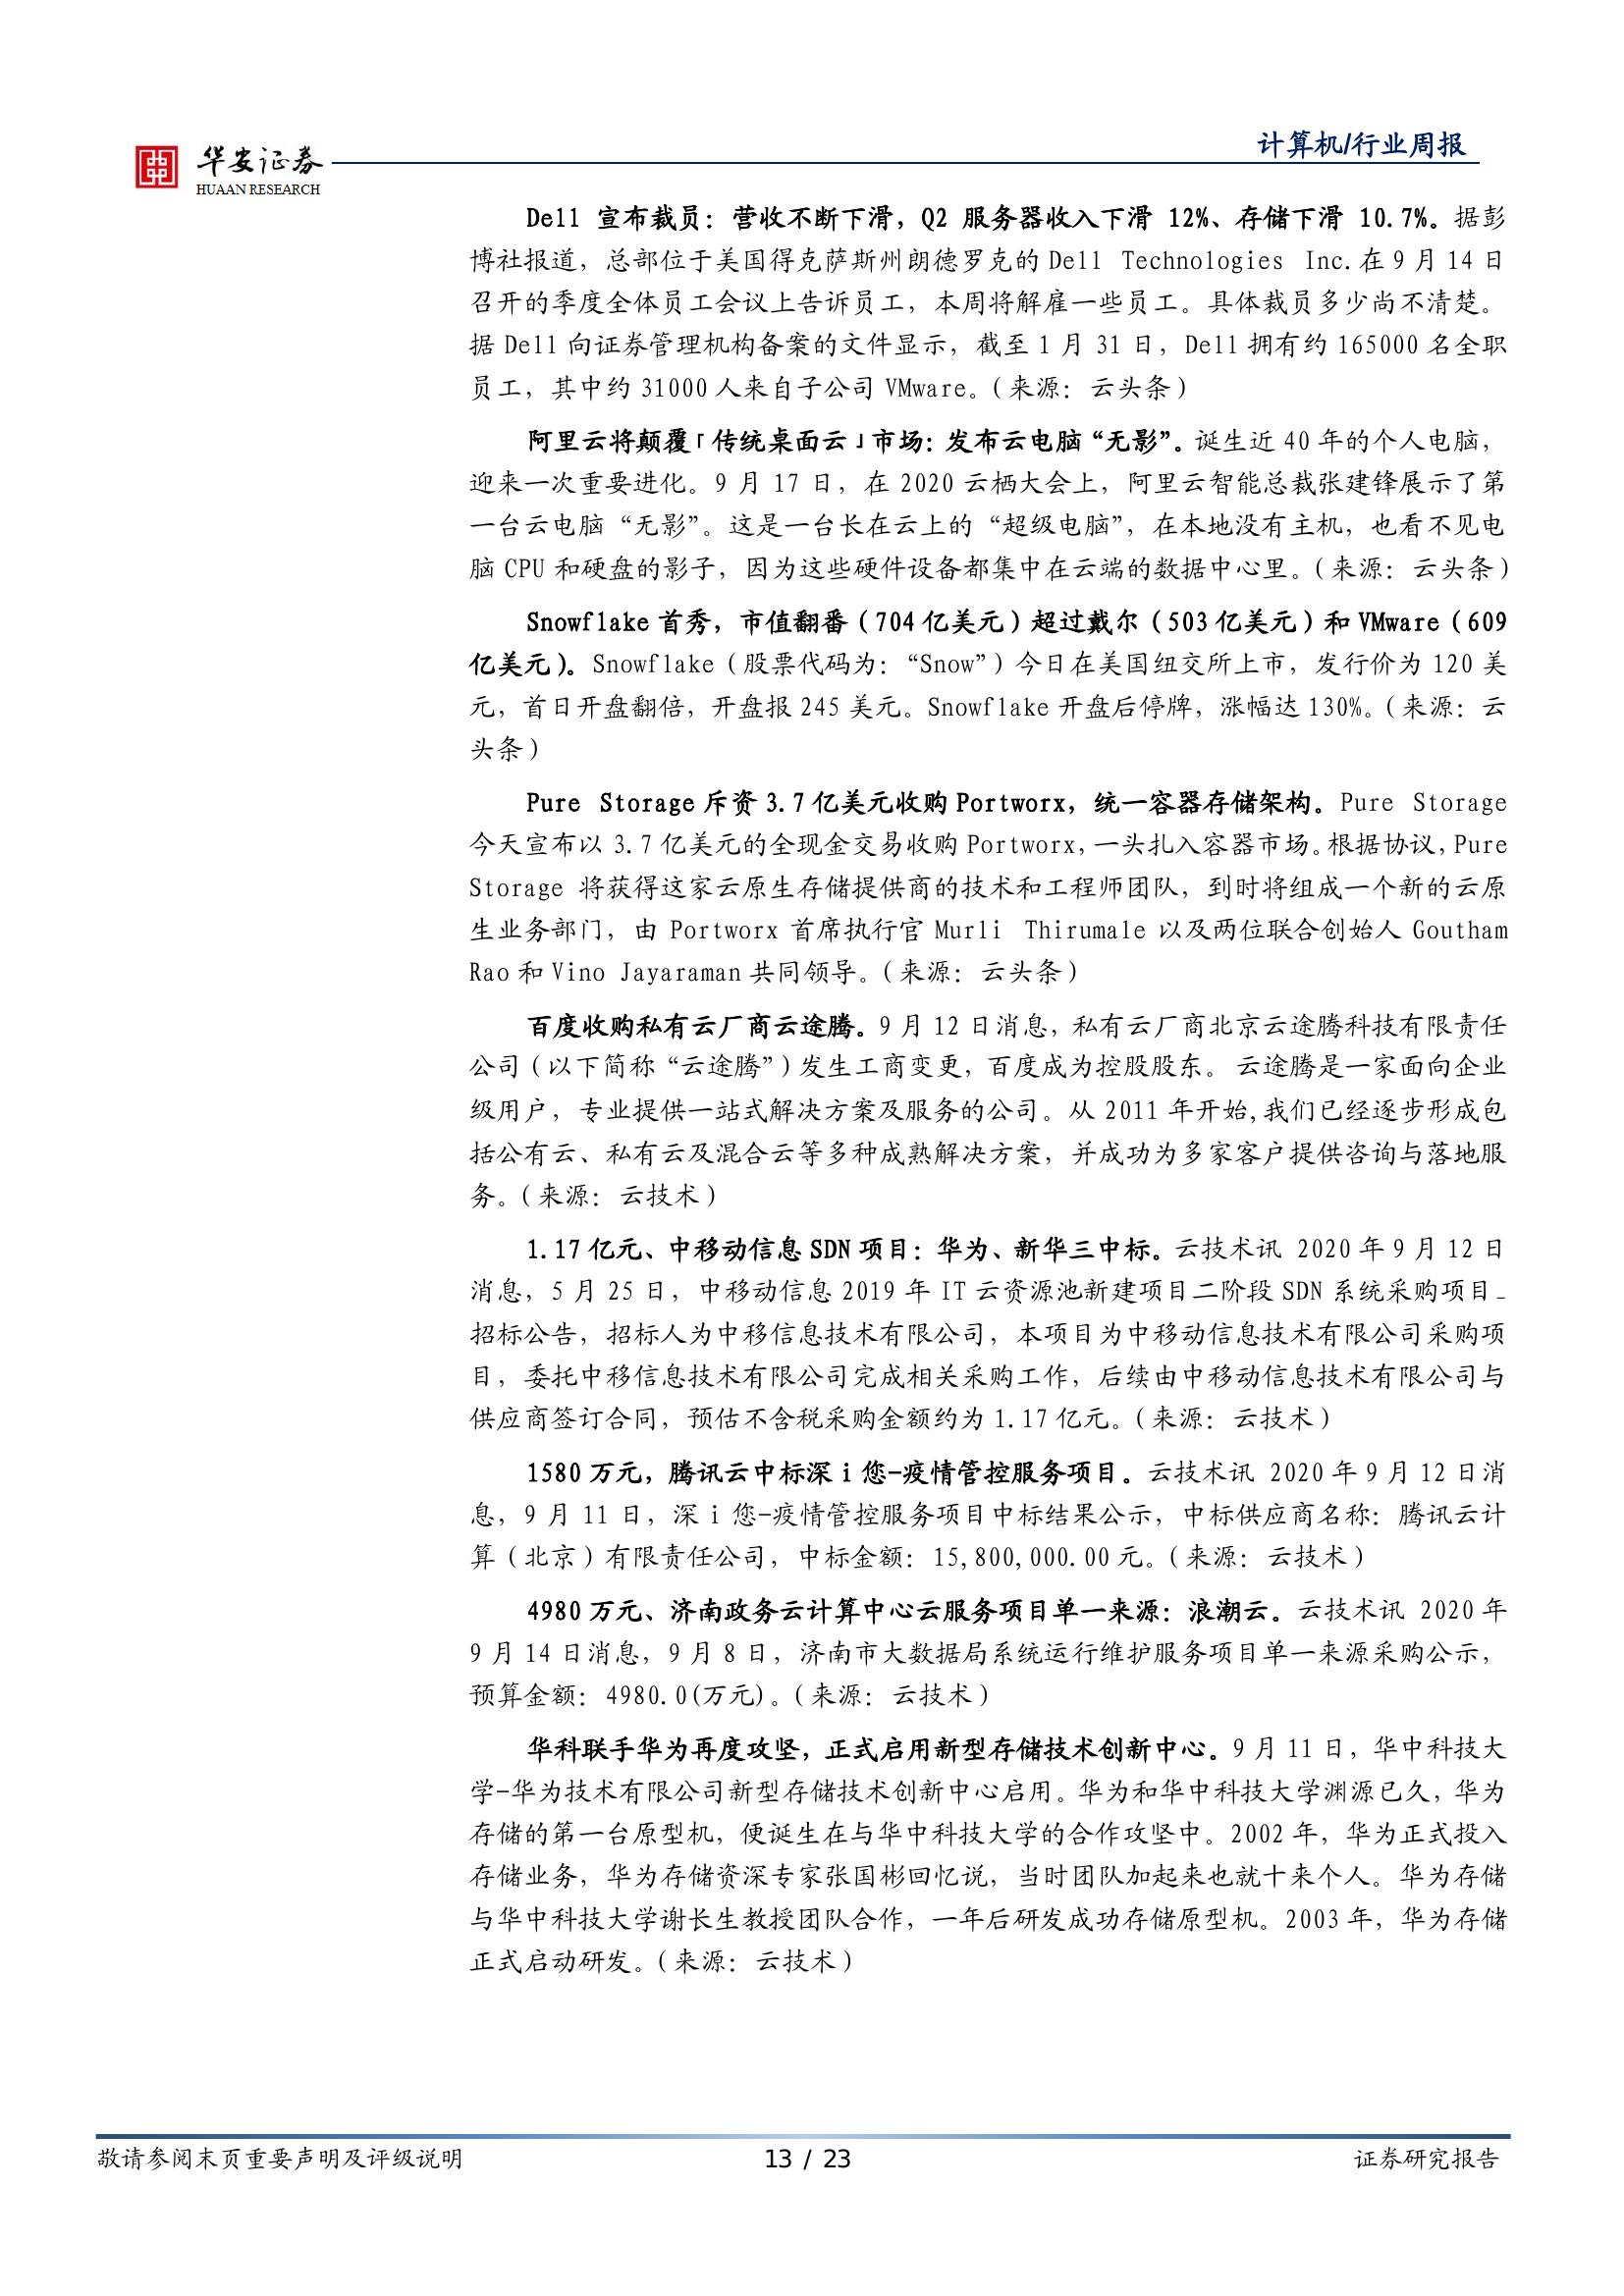 华安证券
HUAAN RESEARCH
计算机/行业周报
Dell 宣布裁员：营收不断下滑，Q2 服务器收入下滑 12%、存储下滑 10.7%。据彭
博社报道，总部位于美国得克萨斯州朗德罗克的 Dell Technologies Inc.在 9 月 14 日
召开的季度全体员工会议上告诉员工，本周将解雇一些员工。具体裁员多少尚不清楚。
据 Dell 向证券管理机构备案的文件显示，截至 1 月 31 日，Dell 拥有约 165000 名全职
员工，其中约 31000 人来自子公司 VMware。（来源：云头条）
阿里云将颠覆「传统桌面云」市场：发布云电脑“无影”。诞生近 40 年的个人电脑，
迎来一次重要进化。9 月 17 日，在 2020 云栖大会上，阿里云智能总裁张建锋展示了第
一台云电脑“无影”。这是一台长在云上的“超级电脑”，在本地没有主机，也看不见电
脑 CPU 和硬盘的影子，因为这些硬件设备都集中在云端的数据中心里。（来源：云头条）
Snowflake 首秀，市值翻番（704 亿美元）超过戴尔（503 亿美元）和 VMware（609
亿美元）。Snowflake（股票代码为：“Snow”）今日在美国纽交所上市，发行价为 120 美
元，首日开盘翻倍，开盘报 245 美元。Snowflake 开盘后停牌，涨幅达 130%。（来源：云
头条）
Pure Storage 斥资 3.7 亿美元收购 Portworx，统一容器存储架构。Pure Storage
今天宣布以 3.7 亿美元的全现金交易收购 Portworx，一头扎入容器市场。根据协议，Pure
Storage 将获得这家云原生存储提供商的技术和工程师团队，到时将组成一个新的云原
生业务部门，由 Portworx 首席执行官 Murli Thirumale 以及两位联合创始人 Goutham
Rao 和 Vino Jayaraman 共同领导。（来源：云头条）
百度收购私有云厂商云途腾。9 月 12 日消息，私有云厂商北京云途腾科技有限责任
公司（以下简称“云途腾”）发生工商变更，百度成为控股股东。 云途腾是一家面向企业
级用户，专业提供一站式解决方案及服务的公司。从 2011 年开始,我们已经逐步形成包
括公有云、私有云及混合云等多种成熟解决方案，并成功为多家客户提供咨询与落地服
务。（来源：云技术）
1.17 亿元、中移动信息 SDN 项目：华为、新华三中标。云技术讯 2020 年 9 月 12 日
消息，5 月 25 日，中移动信息 2019 年 IT 云资源池新建项目二阶段 SDN 系统采购项目_
招标公告，招标人为中移信息技术有限公司，本项目为中移动信息技术有限公司采购项
目，委托中移信息技术有限公司完成相关采购工作，后续由中移动信息技术有限公司与
供应商签订合同，预估不含税采购金额约为 1.17 亿元。（来源：云技术）
1580 万元，腾讯云中标深 i 您-疫情管控服务项目。云技术讯 2020 年 9 月 12 日消
息，9 月 11 日，深 i 您-疫情管控服务项目中标结果公示，中标供应商名称：腾讯云计
算（北京）有限责任公司，中标金额：15,800,000.00 元。（来源：云技术）
4980 万元、济南政务云计算中心云服务项目单一来源：浪潮云。云技术讯 2020 年
9 月 14 日消息，9 月 8 日，济南市大数据局系统运行维护服务项目单一来源采购公示，
预算金额：4980.0(万元)。（来源：云技术）
华科联手华为再度攻坚，正式启用新型存储技术创新中心。9 月 11 日，华中科技大
学-华为技术有限公司新型存储技术创新中心启用。华为和华中科技大学渊源已久，华为
存储的第一台原型机，便诞生在与华中科技大学的合作攻坚中。2002 年，华为正式投入
存储业务，华为存储资深专家张国彬回忆说，当时团队加起来也就十来个人。华为存储
与华中科技大学谢长生教授团队合作，一年后研发成功存储原型机。2003 年，华为存储
正式启动研发。（来源：云技术）
敬请参阅末页重要声明及评级说明
13 / 23
证券研究报告